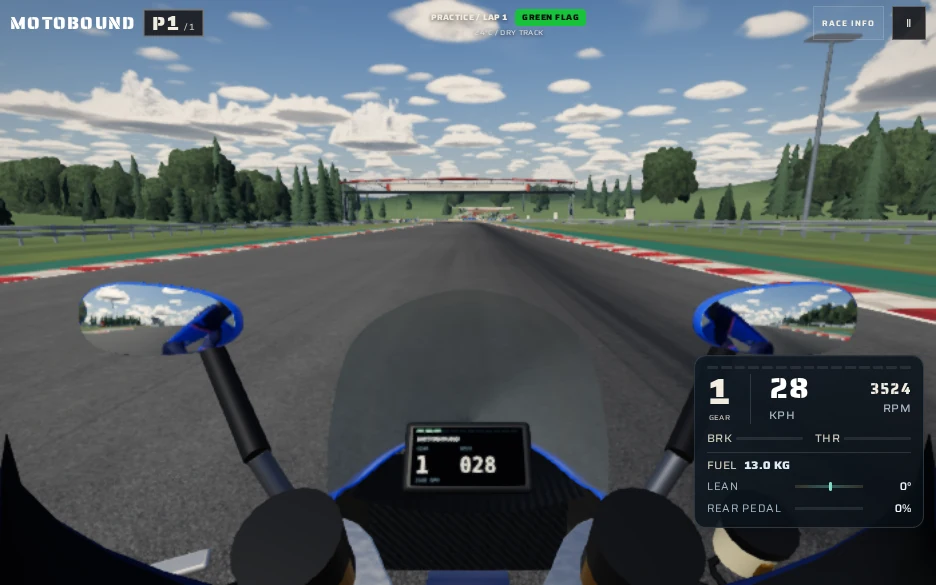 MOTOBOUND P1 / 1
PRACTICE / LAP 1 GREEN FLAG
/ DRY TRACK
RACE INFO
1 GEAR
28 KPH
3524 RPM
BRK THR
FUEL 13.0 KG
LEAN 0°
REAR PEDAL 0%
MOTOBOUND
1 028